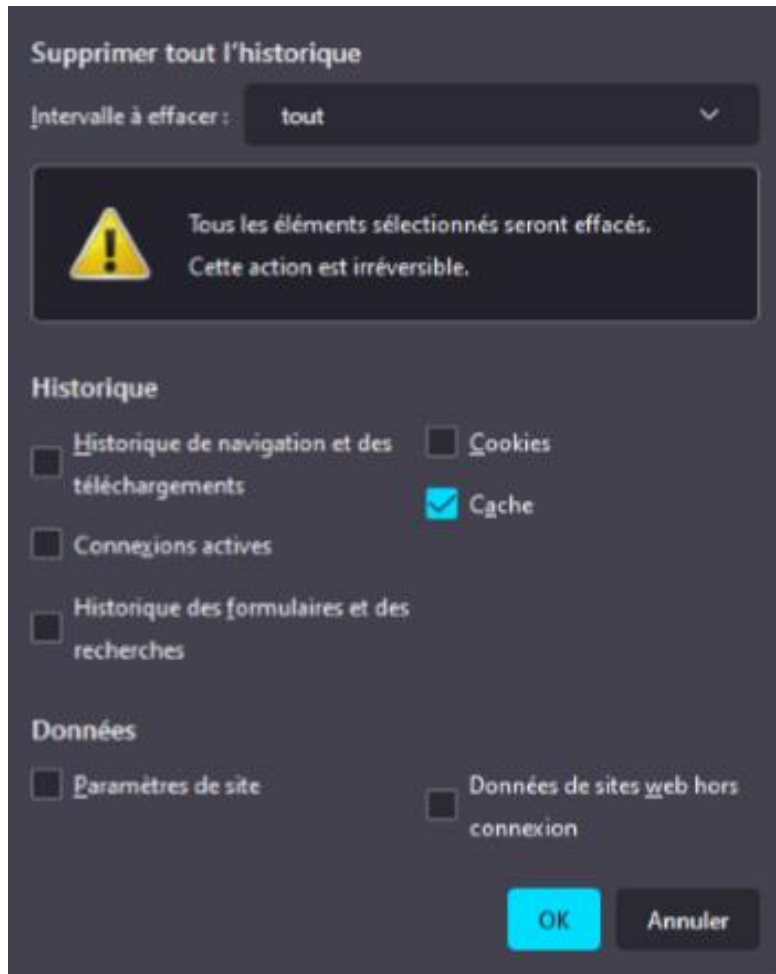 Supprimer tout l’historique
Intervalle à effacer : tout
Tous les éléments sélectionnés seront effacés.
Cette action est irréversible.
Historique
Historique de navigation et des
téléchargements
Cookies
Cache
Connexions actives
Historique des formulaires et des
recherches
Données
Paramètres de site
Données de sites web hors
connexion
OK
Annuler